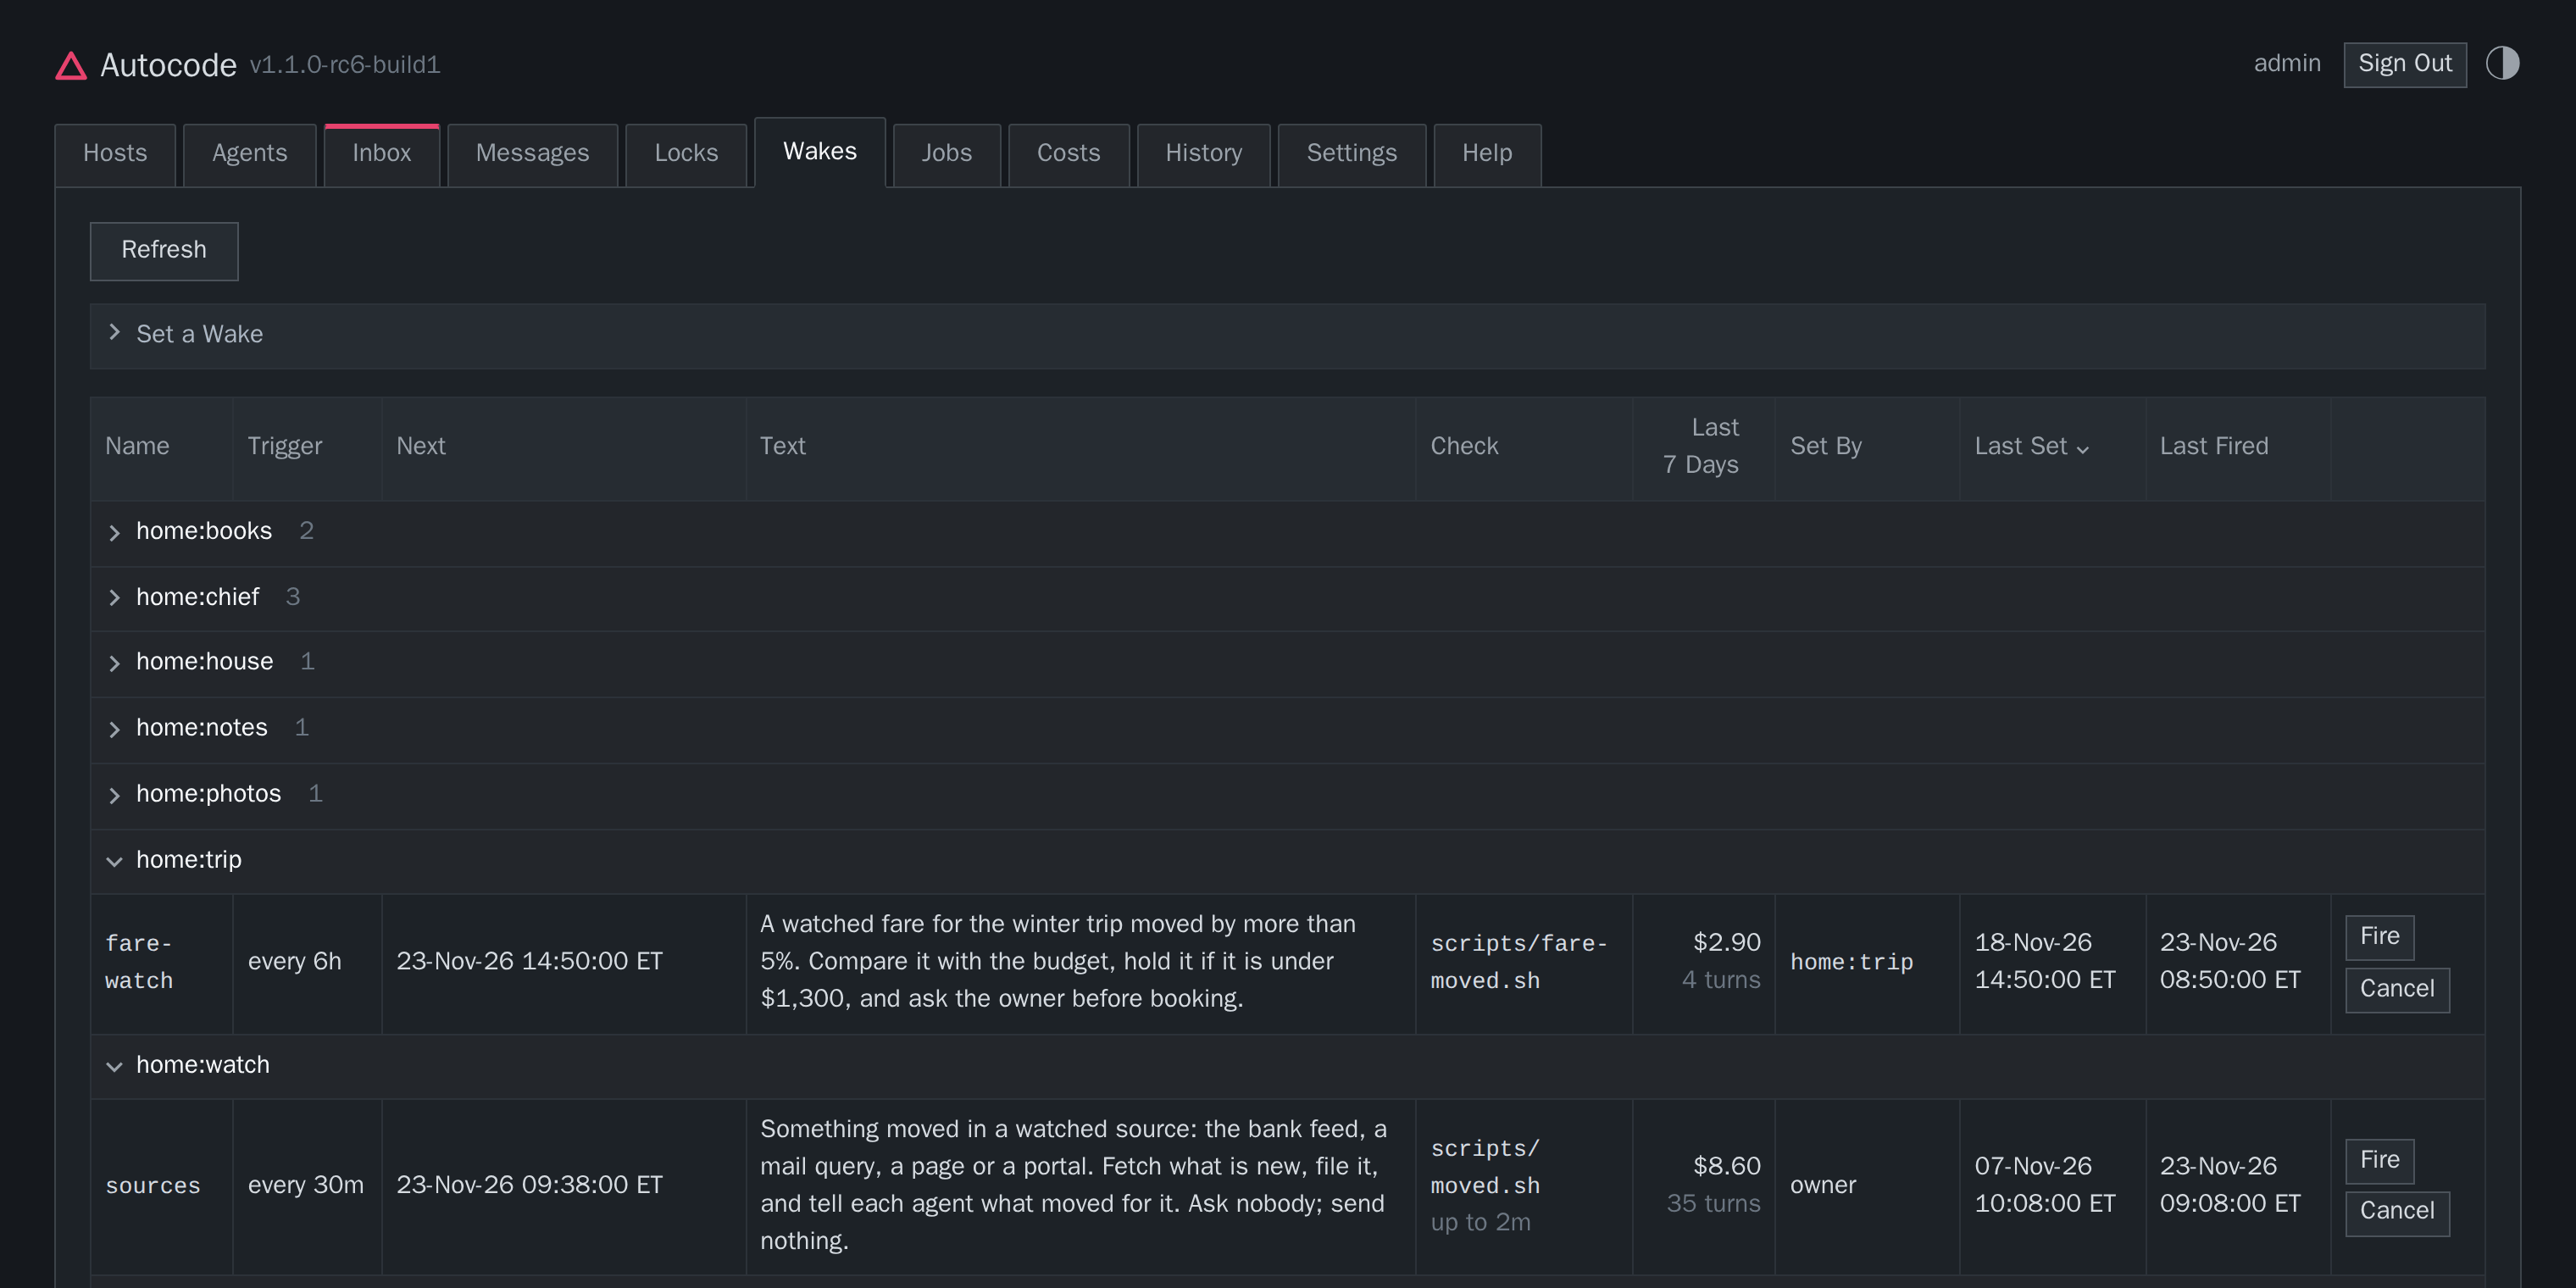 Autocode v1.1.0-rc6-build1
admin Sign Out
Hosts Agents Inbox Messages Locks Wakes Jobs Costs History Settings Help
Refresh
Set a Wake
Name Trigger Next Text Check Last 7 Days Set By Last Set Last Fired
home:books 2
home:chief 3
home:house 1
home:notes 1
home:photos 1
home:trip
fare-
watch
every 6h
23-Nov-26 14:50:00 ET
A watched fare for the winter trip moved by more than
5%. Compare it with the budget, hold it if it is under
$1,300, and ask the owner before booking.
scripts/fare-
moved.sh
$2.90
4 turns
home:trip
18-Nov-26
14:50:00 ET
23-Nov-26
08:50:00 ET
Fire
Cancel
home:watch
sources
every 30m
23-Nov-26 09:38:00 ET
Something moved in a watched source: the bank feed, a
mail query, a page or a portal. Fetch what is new, file it,
and tell each agent what moved for it. Ask nobody; send
nothing.
scripts/
moved.sh
up to 2m
$8.60
35 turns
owner
07-Nov-26
10:08:00 ET
23-Nov-26
09:08:00 ET
Fire
Cancel